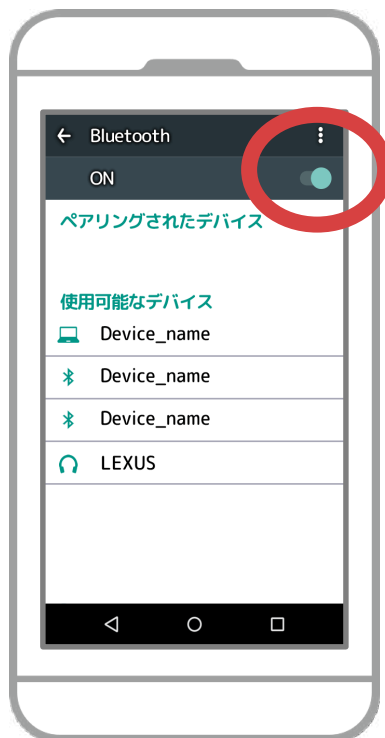 Bluetooth
ON
ペアリングされたデバイス
使用可能なデバイス
Device_name
Device_name
Device_name
LEXUS